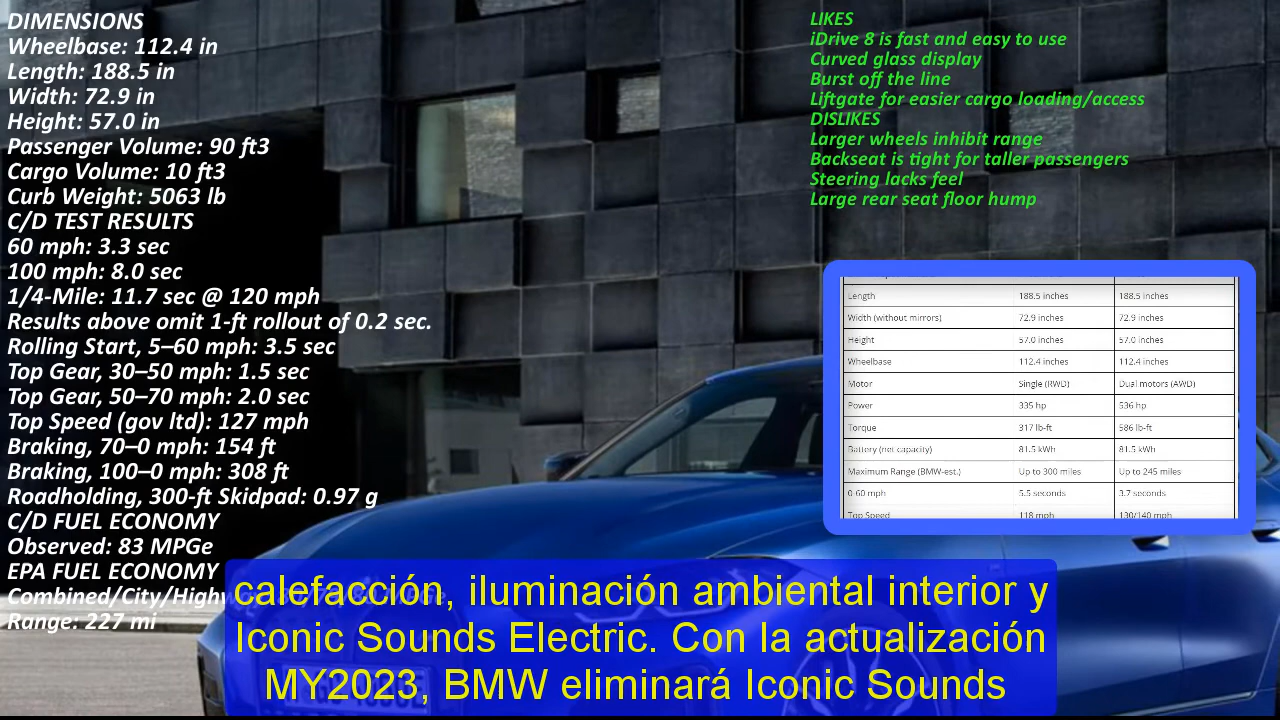 DIMENSIONS
Wheelbase: 112.4 in
Length: 188.5 in
Width: 72.9 in
Height: 57.0 in
Passenger Volume: 90 ft3
Cargo Volume: 10 ft3
Curb Weight: 5063 lb
C/D TEST RESULTS
60 mph: 3.3 sec
100 mph: 8.0 sec
1/4-Mile: 11.7 sec @ 120 mph
Results above omit 1-ft rollout of 0.2 sec.
Rolling Start, 5–60 mph: 3.5 sec
Top Gear, 30–50 mph: 1.5 sec
Top Gear, 50–70 mph: 2.0 sec
Top Speed (gov ltd): 127 mph
Braking, 70–0 mph: 154 ft
Braking, 100–0 mph: 308 ft
Roadholding, 300-ft Skidpad: 0.97 g
C/D FUEL ECONOMY
Observed: 83 MPGe
EPA FUEL ECONOMY
Combined/City/Highway:
Range: 227 mi
LIKES
iDrive 8 is fast and easy to use
Curved glass display
Burst off the line
Liftgate for easier cargo loading/access
DISLIKES
Larger wheels inhibit range
Backseat is tight for taller passengers
Steering lacks feel
Large rear seat floor hump
Length 188.5 inches 188.5 inches
Width (without mirrors) 72.9 inches 72.9 inches
Height 57.0 inches 57.0 inches
Wheelbase 112.4 inches 112.4 inches
Motor Single (RWD) Dual motors (AWD)
Power 335 hp 536 hp
Torque 317 lb-ft 586 lb-ft
Battery (net capacity) 81.5 kWh 81.5 kWh
Maximum Range (BMW-est.) Up to 300 miles Up to 245 miles
0-60 mph 5.5 seconds 3.7 seconds
Top Speed 118 mph 130/140 mph
calefacción, iluminación ambiental interior y
Iconic Sounds Electric. Con la actualización
MY2023, BMW eliminará Iconic Sounds